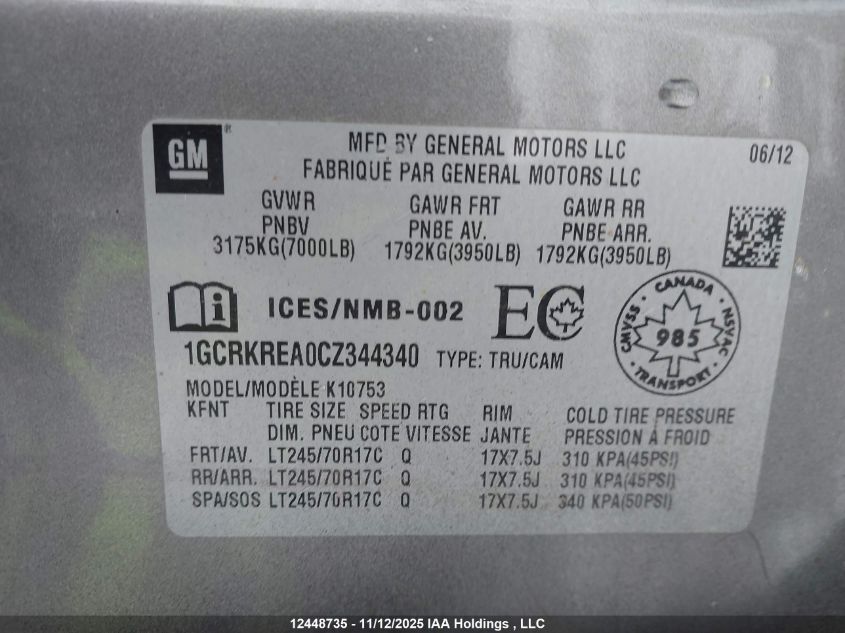 GM
MFD BY GENERAL MOTORS LLC 06/12
FABRIQUÉ PAR GENERAL MOTORS LLC
GVWR GAWR FRT GAWR RR
PNBV PNBE AV. PNBE ARR.
3175KG(7000LB) 1792KG(3950LB) 1792KG(3950LB)
ICES/NMB-002 EC
CANADA CMVSS 985 NSVAC TRANSPORT
1GCRKREA0CZ344340 TYPE: TRU/CAM
MODEL/MODÈLE K10753
KFNT TIRE SIZE SPEED RTG RIM COLD TIRE PRESSURE
DIM. PNEU COTE VITESSE JANTE PRESSION À FROID
FRT/AV. LT245/70R17C Q 17X7.5J 310 KPA(45PSI)
RR/ARR. LT245/70R17C Q 17X7.5J 310 KPA(45PSI)
SPA/SOS LT245/70R17C Q 17X7.5J 340 KPA(50PSI)
12448735 - 11/12/2025 IAA Holdings , LLC